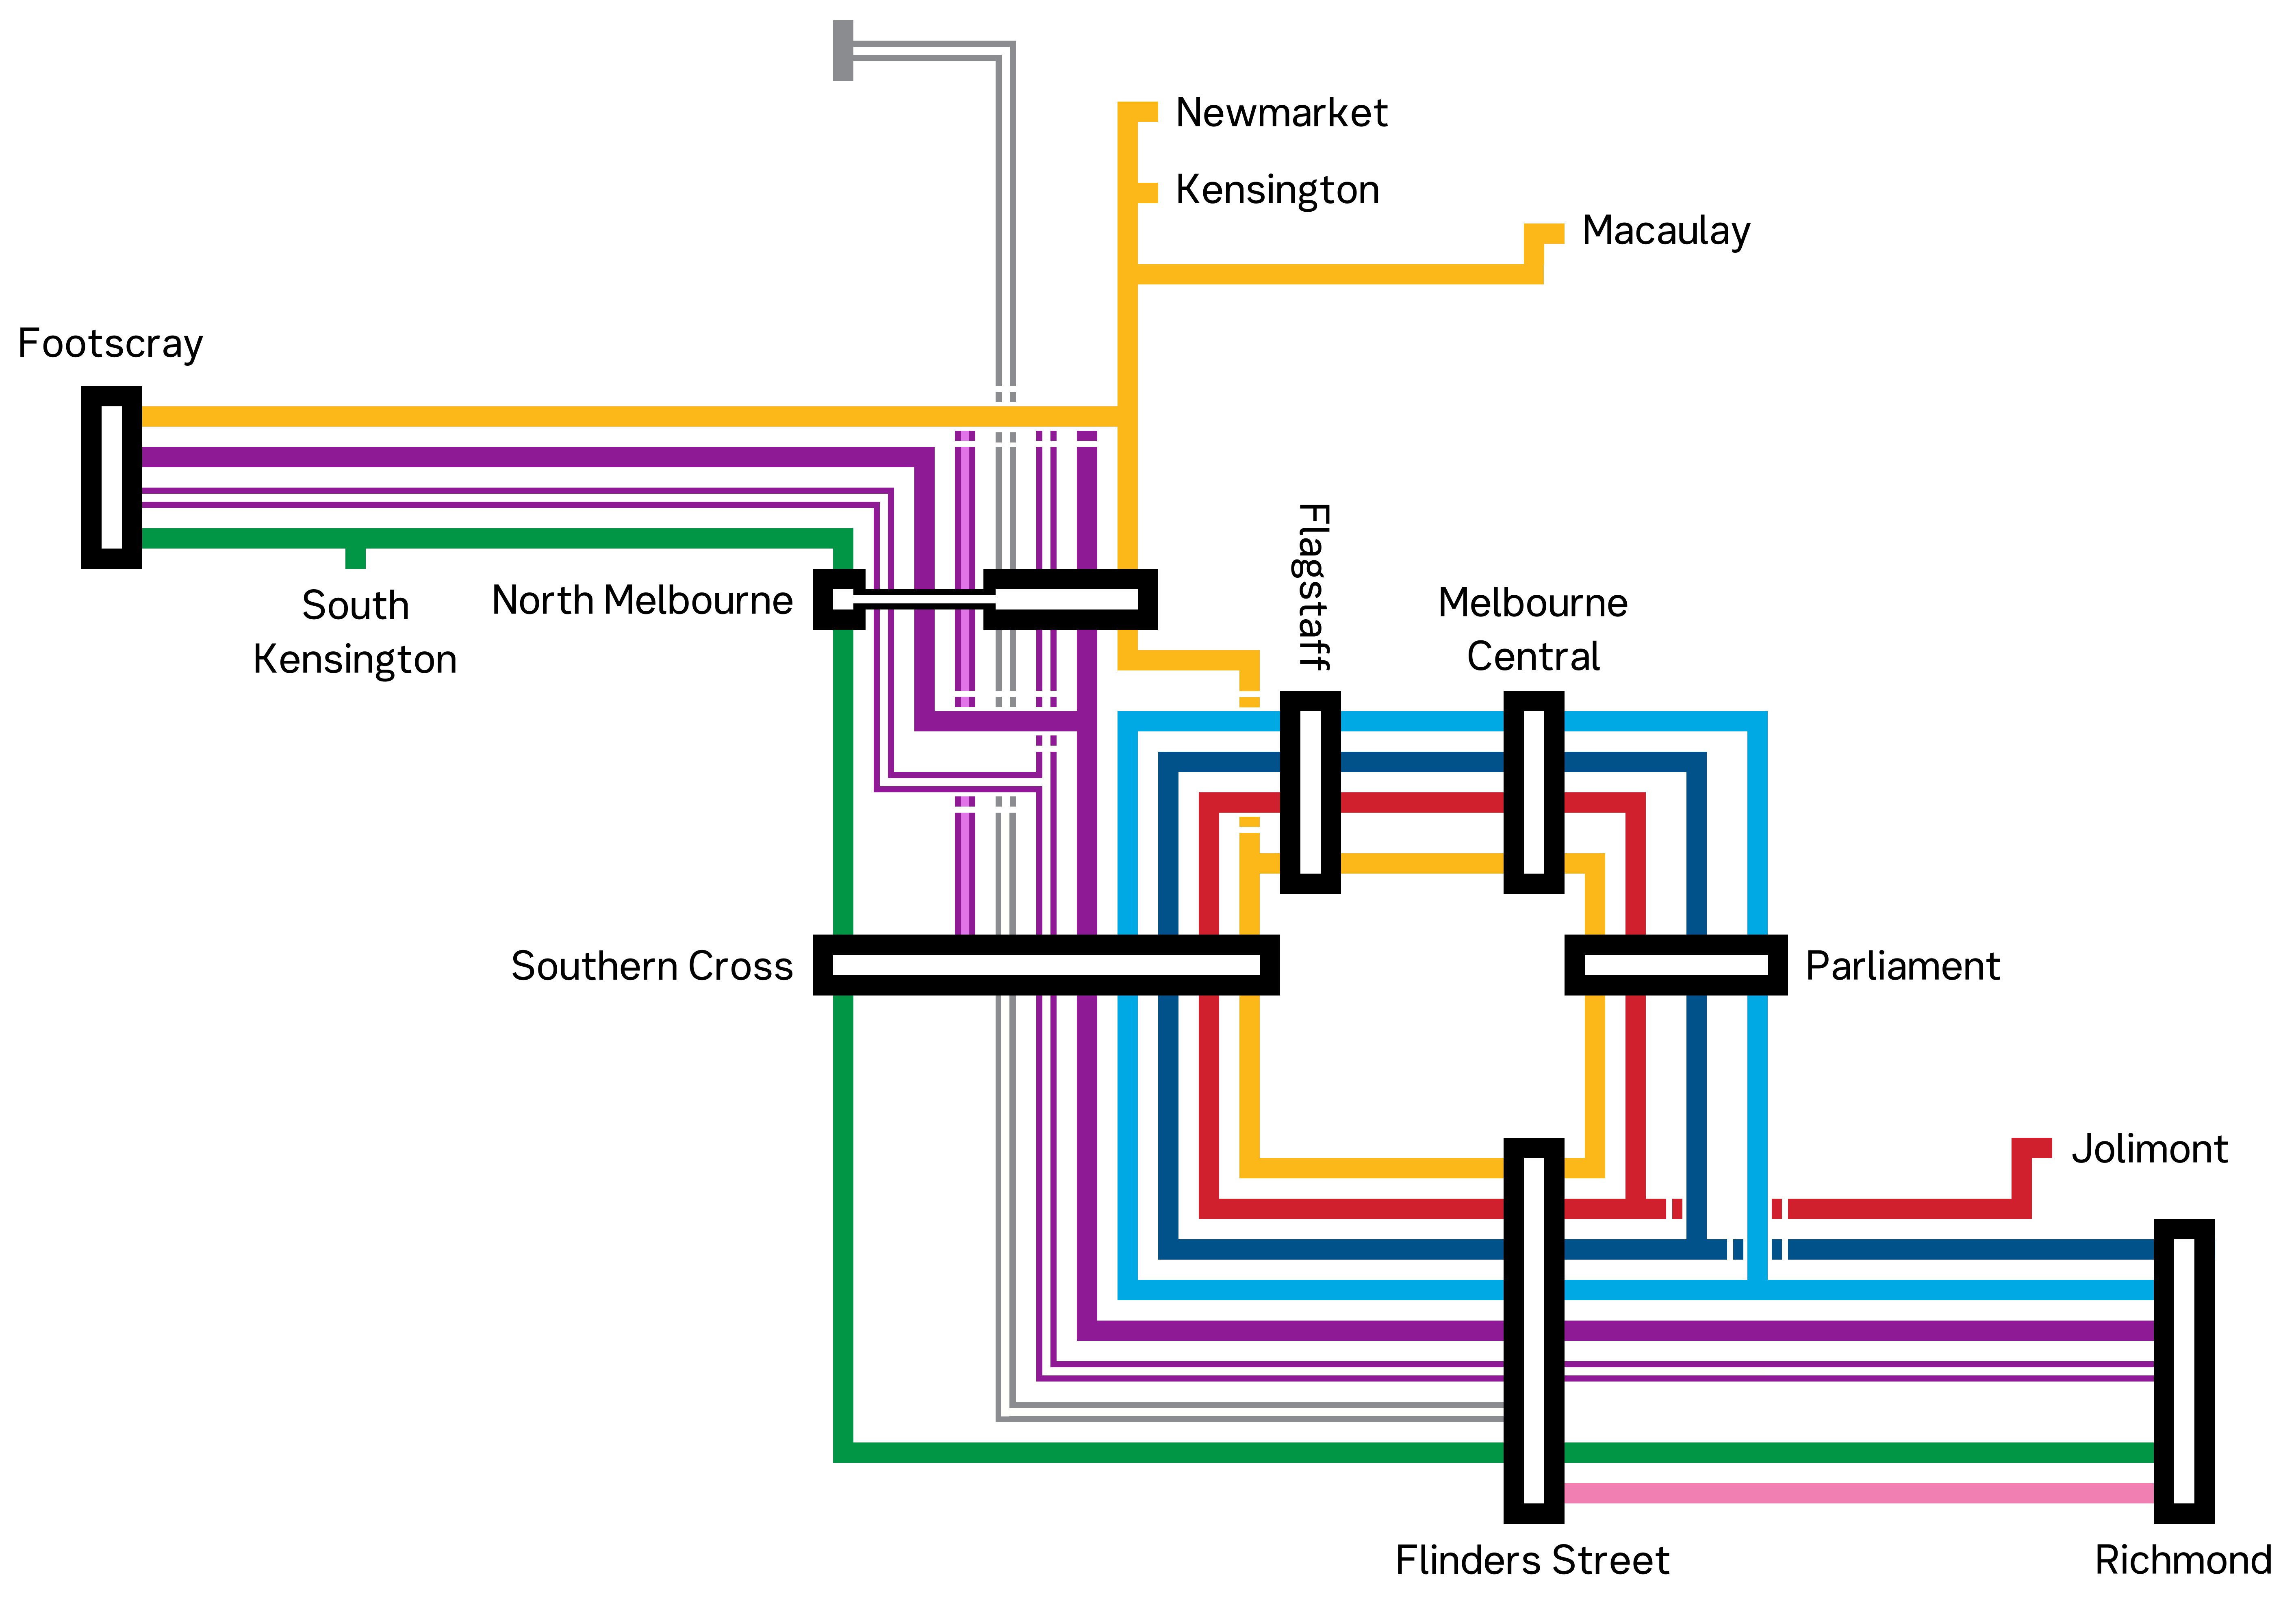 Newmarket
Kensington
Macaulay
Footscray
Flagstaff
South
Kensington
North Melbourne
Melbourne
Central
Southern Cross
Parliament
Jolimont
Flinders Street
Richmond